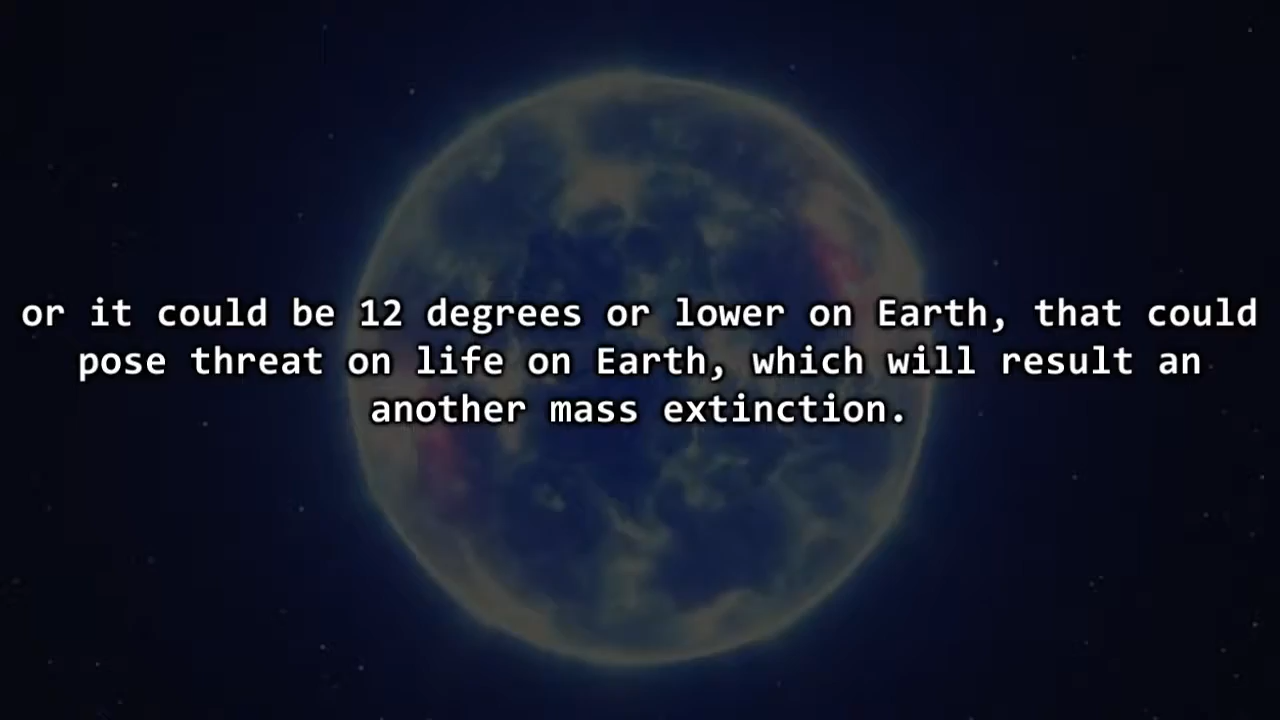 or it could be 12 degrees or lower on Earth, that could
pose threat on life on Earth, which will result an
another mass extinction.